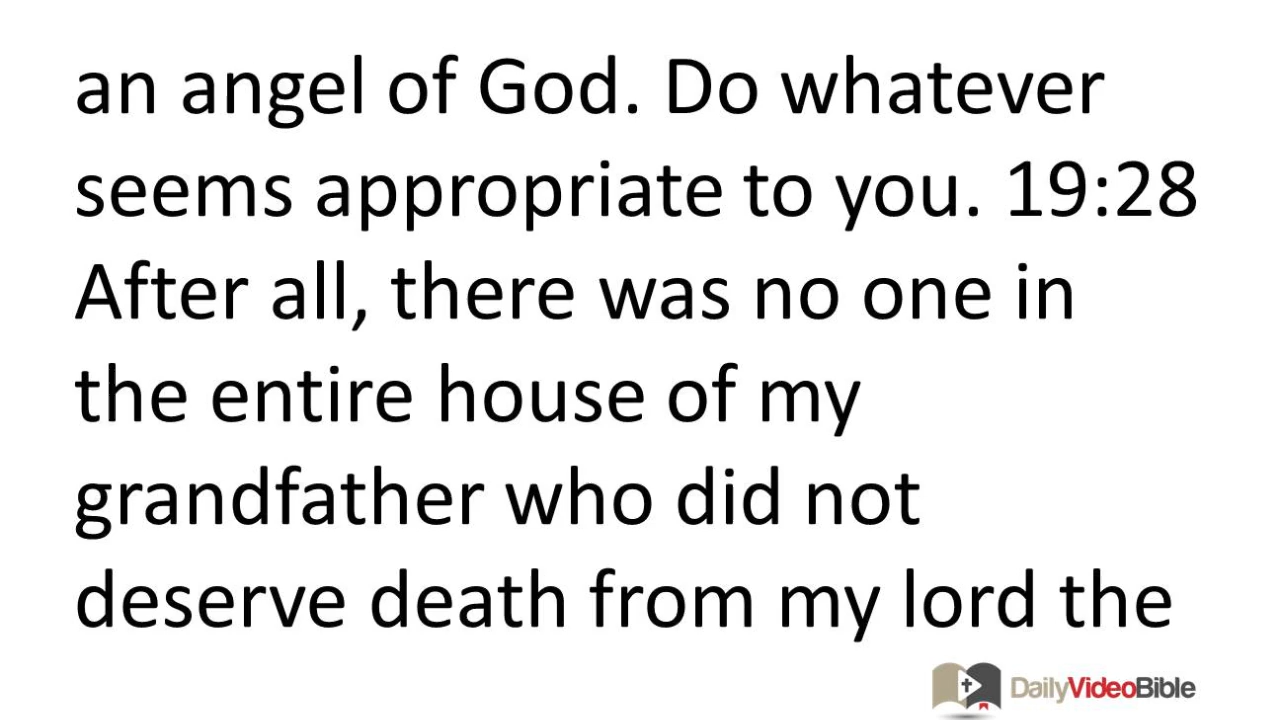 an angel of God. Do whatever
seems appropriate to you. 19:28
After all, there was no one in
the entire house of my
grandfather who did not
deserve death from my lord the
DailyVideoBible